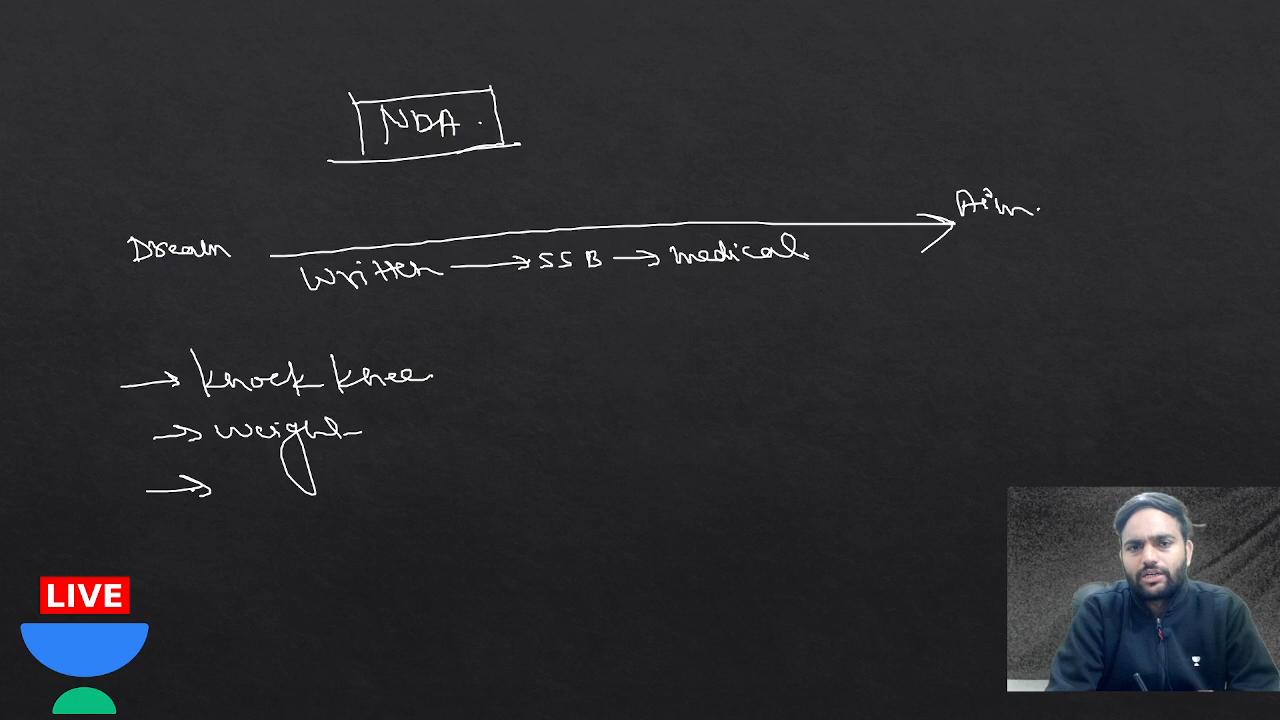 NDA.
Aim.
Dream
Written → SSB → medical
→ Knock Knee
→ weight
→
LIVE